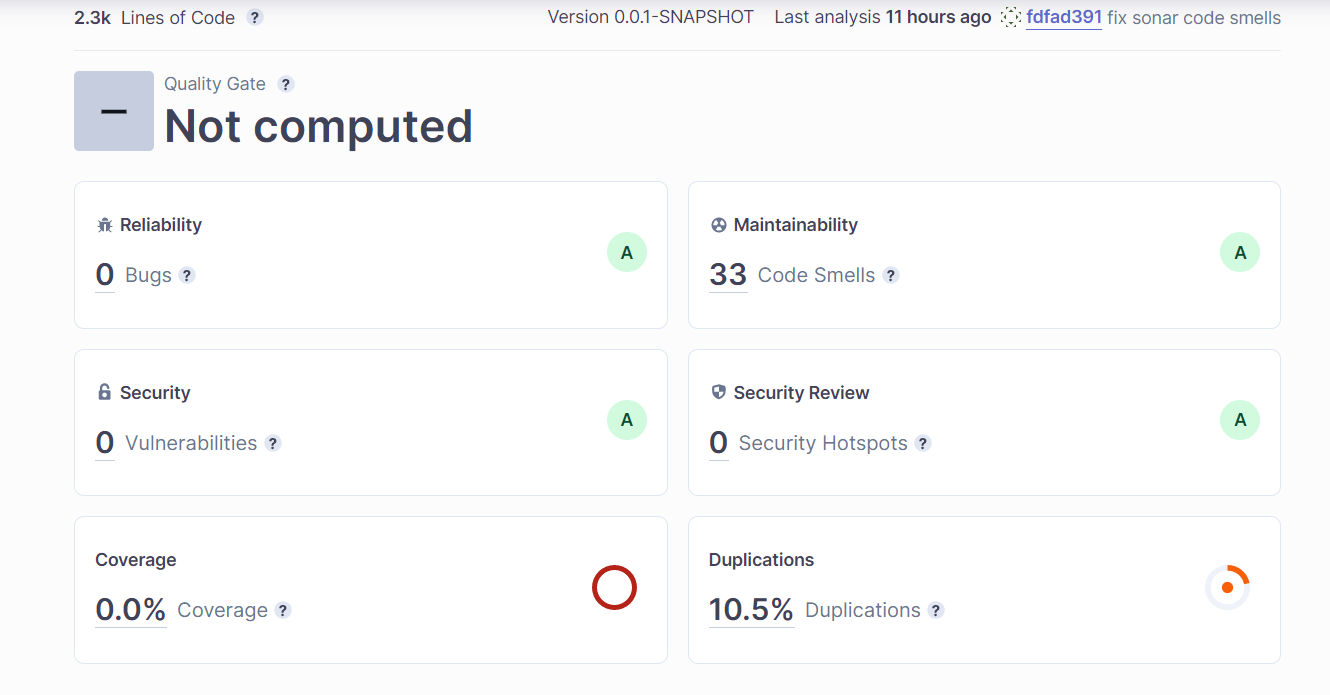 2.3k Lines of Code ? Version 0.0.1-SNAPSHOT Last analysis 11 hours ago fdfad391 fix sonar code smells
Quality Gate ?
Not computed
Reliability
0 Bugs ?
A
Maintainability
33 Code Smells ?
A
Security
0 Vulnerabilities ?
A
Security Review
0 Security Hotspots ?
A
Coverage
0.0% Coverage ?
Duplications
10.5% Duplications ?